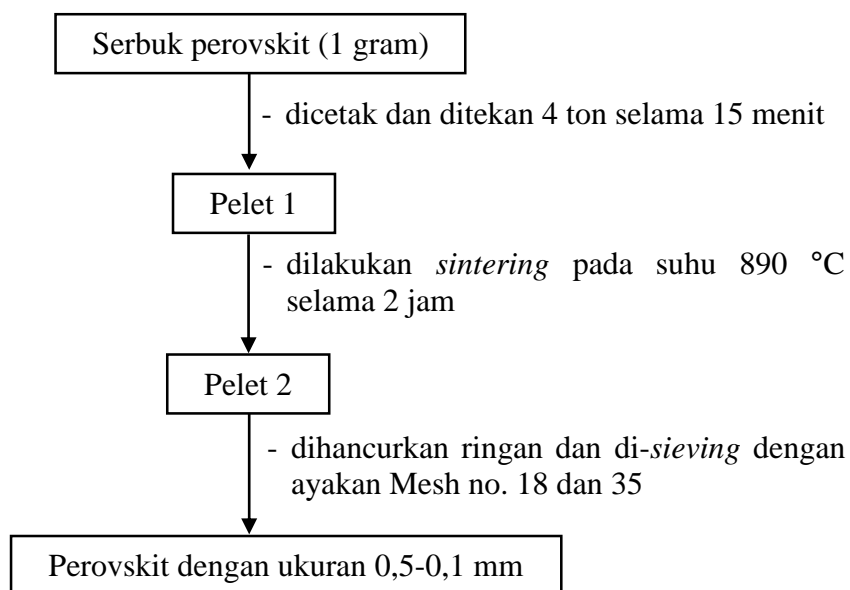 Serbuk perovskit (1 gram)
- dicetak dan ditekan 4 ton selama 15 menit
Pelet 1
- dilakukan sintering pada suhu 890 °C
selama 2 jam
Pelet 2
- dihancurkan ringan dan di-sieving dengan
ayakan Mesh no. 18 dan 35
Perovskit dengan ukuran 0,5-0,1 mm